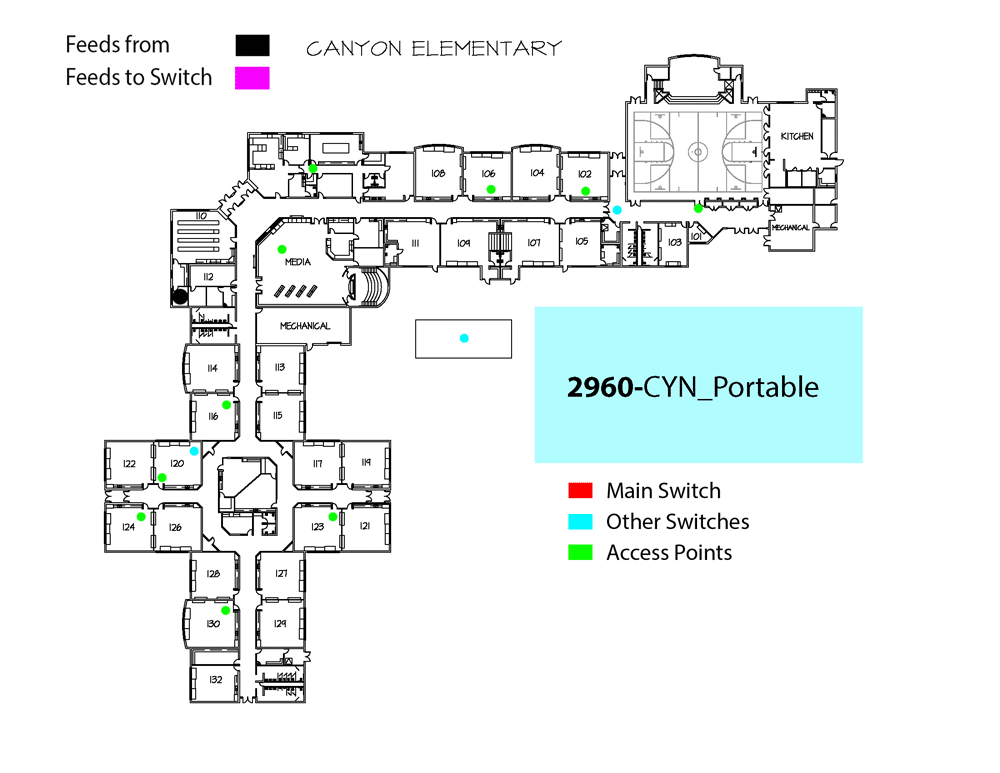 Feeds from
CANYON ELEMENTARY
Feeds to Switch
KITCHEN
108
106
104
102
110
MECHANICAL
111
109
107
105
103
101
MEDIA
112
MECHANICAL
114
113
2960-CYN_Portable
116
115
122
120
117
119
Main Switch
Other Switches
124
126
123
121
Access Points
128
127
130
129
132